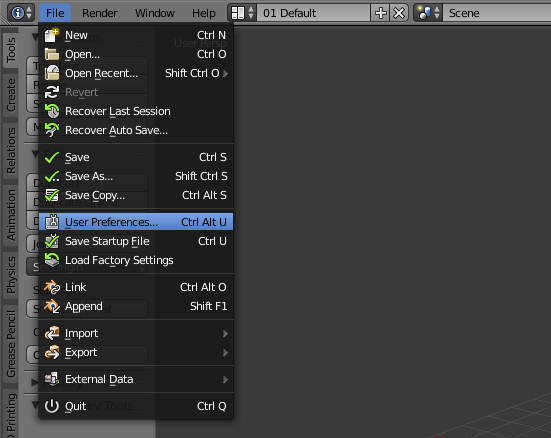 File Render Window Help 01 Default Scene
New Ctrl N
Open... Ctrl O
Open Recent... Shift Ctrl O
Revert
Recover Last Session
Recover Auto Save...
Save Ctrl S
Save As... Shift Ctrl S
Save Copy... Ctrl Alt S
User Preferences... Ctrl Alt U
Save Startup File Ctrl U
Load Factory Settings
Link Ctrl Alt O
Append Shift F1
Import
Export
External Data
Quit Ctrl Q
Tools
Create
Relations
Animation
Physics
Grease Pencil
Printing
User Persp